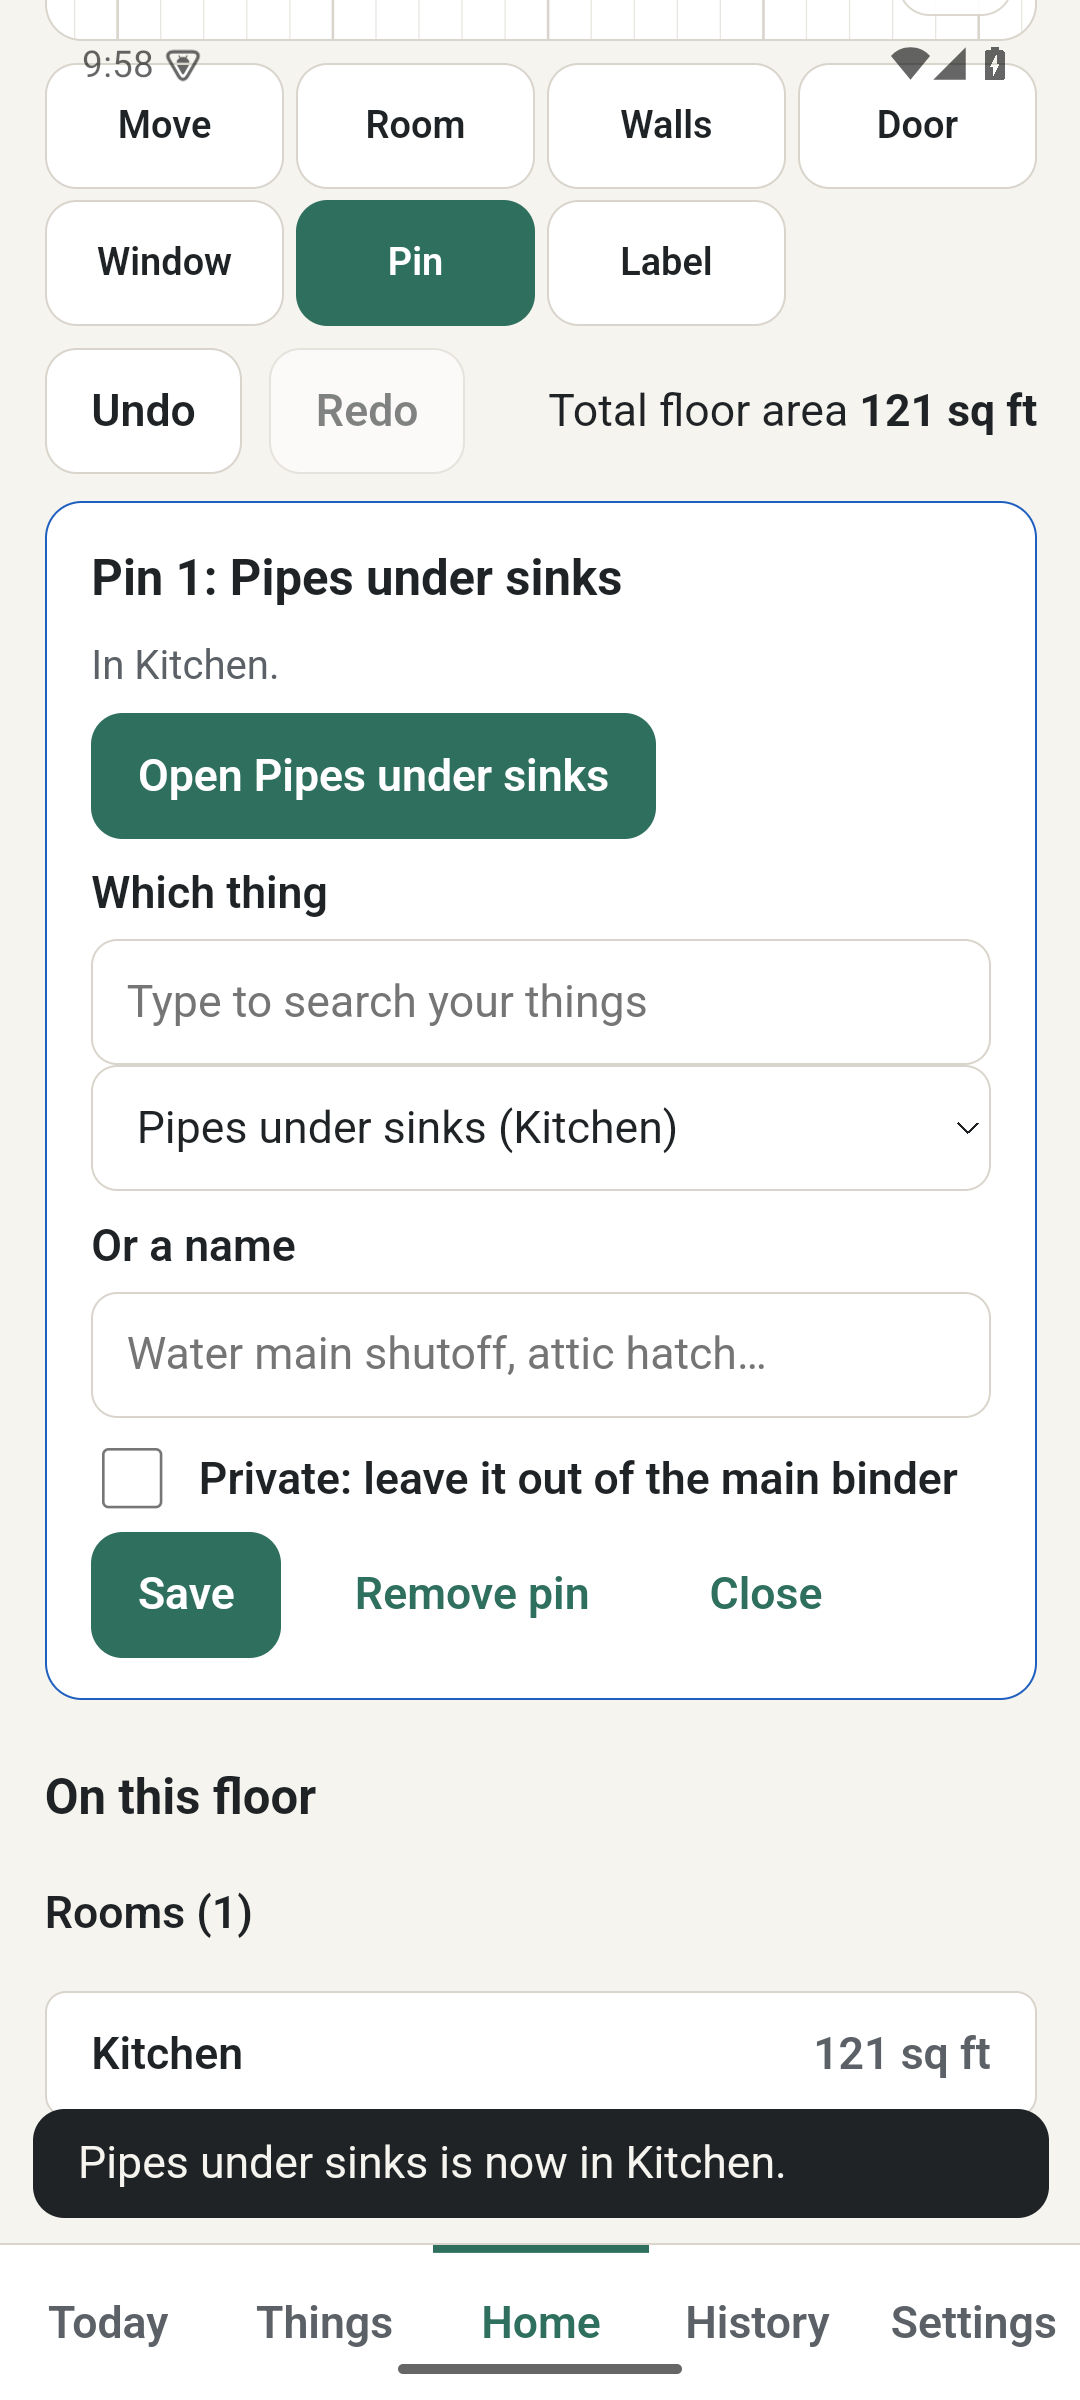 9:58
Move Room Walls Door
Window Pin Label
Undo Redo Total floor area 121 sq ft
Pin 1: Pipes under sinks
In Kitchen.
Open Pipes under sinks
Which thing
Type to search your things
Pipes under sinks (Kitchen)
Or a name
Water main shutoff, attic hatch...
Private: leave it out of the main binder
Save Remove pin Close
On this floor
Rooms (1)
Kitchen 121 sq ft
Pipes under sinks is now in Kitchen.
Today Things Home History Settings